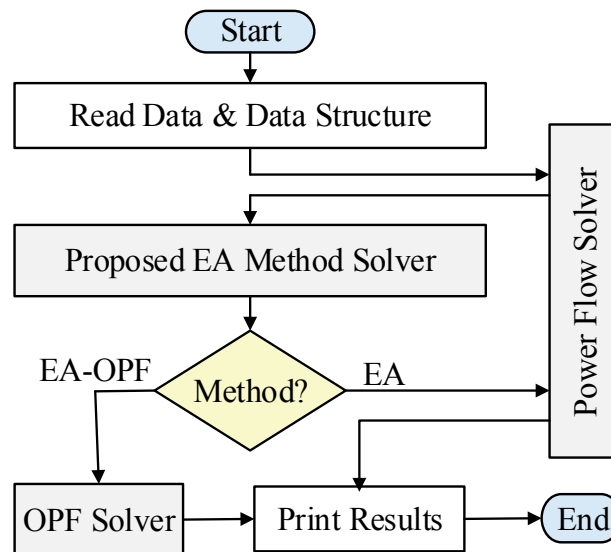 Start
Read Data & Data Structure
Power Flow Solver
Proposed EA Method Solver
EA-OPF
Method?
EA
OPF Solver
Print Results
End